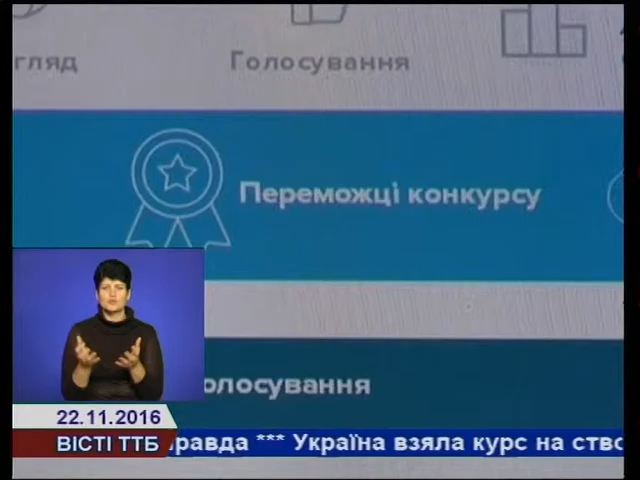 гляд
Голосування
Переможці конкурсу
олосування
22.11.2016
ВІСТІ ТТБ
равда *** Україна взяла курс на ство